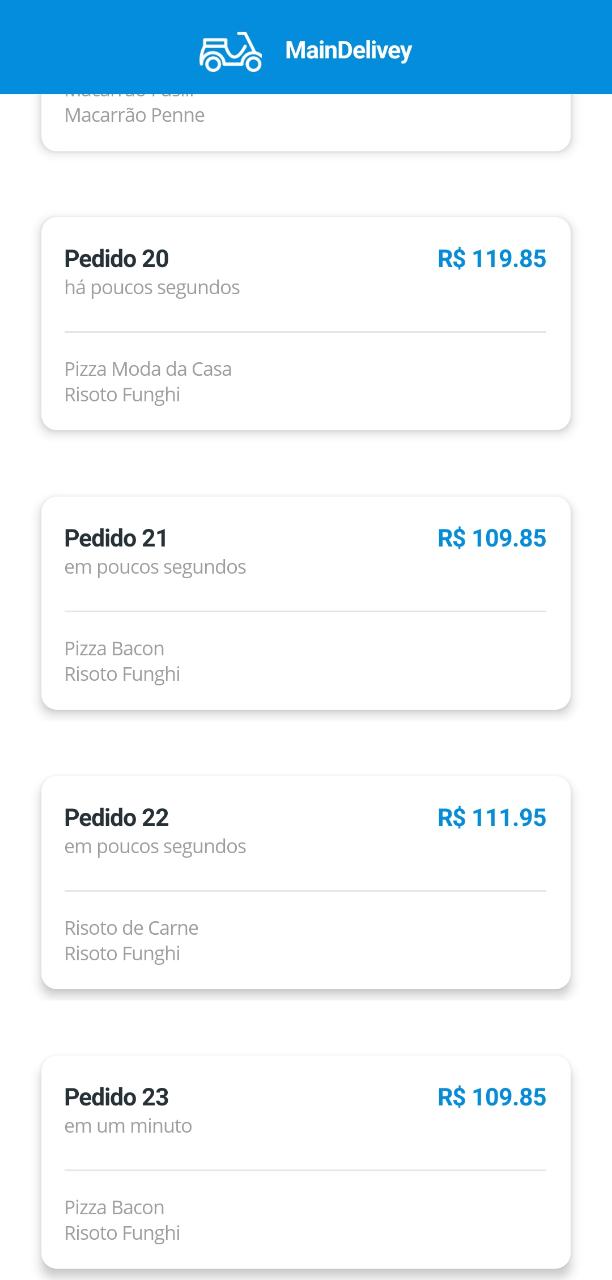 MainDelivey
Macarrão Fusilli
Macarrão Penne
Pedido 20
R$ 119.85
há poucos segundos
Pizza Moda da Casa
Risoto Funghi
Pedido 21
R$ 109.85
em poucos segundos
Pizza Bacon
Risoto Funghi
Pedido 22
R$ 111.95
em poucos segundos
Risoto de Carne
Risoto Funghi
Pedido 23
R$ 109.85
em um minuto
Pizza Bacon
Risoto Funghi